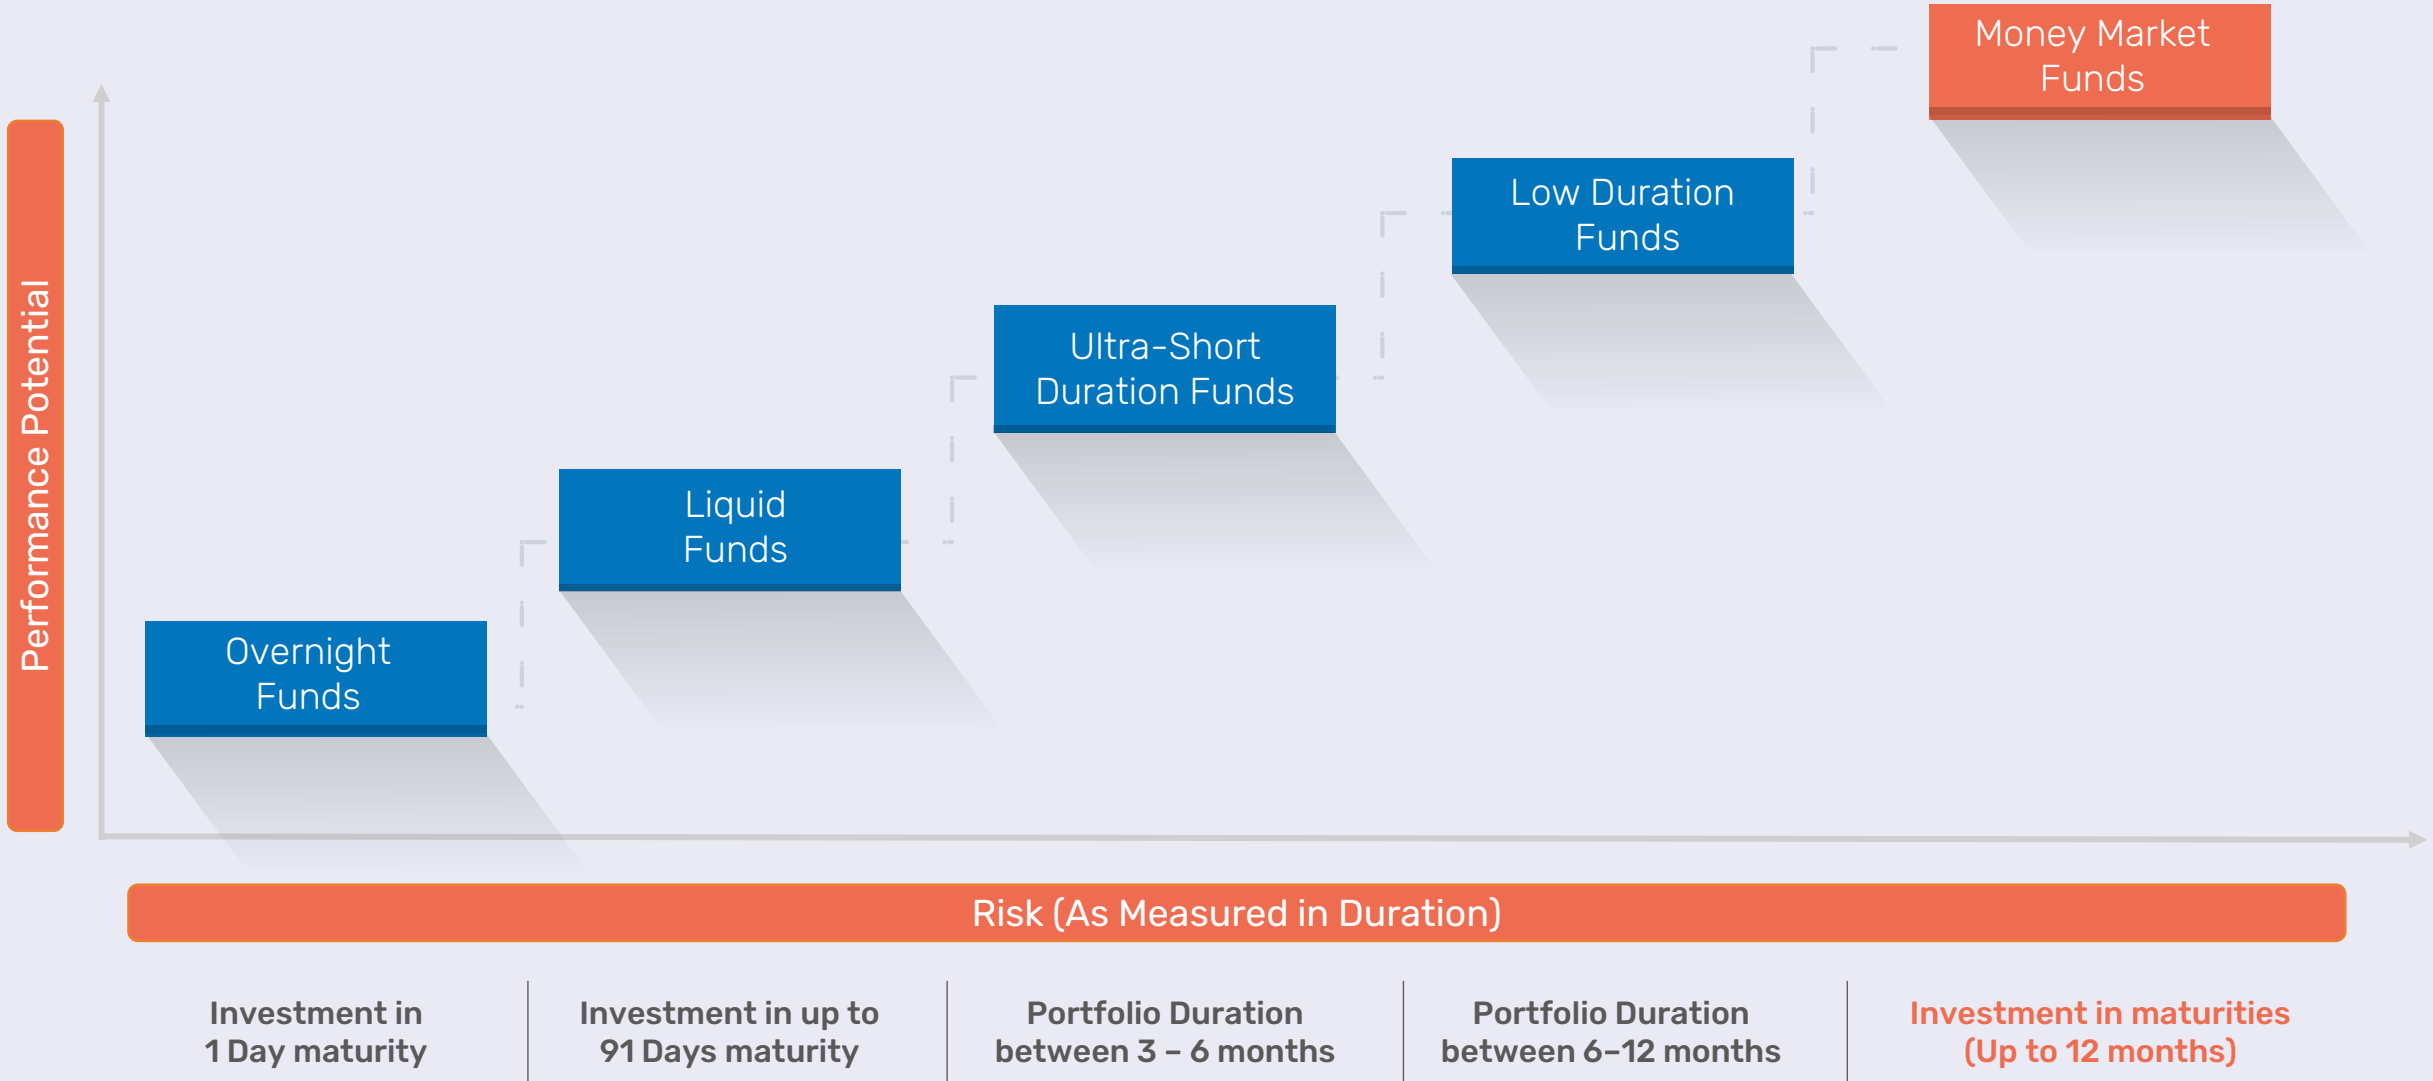 Money Market
Funds
Low Duration
Funds
Ultra-Short
Duration Funds
Liquid
Funds
Overnight
Funds
Performance Potential
Risk (As Measured in Duration)
Investment in
1 Day maturity
Investment in up to
91 Days maturity
Portfolio Duration
between 3 – 6 months
Portfolio Duration
between 6–12 months
Investment in maturities
(Up to 12 months)